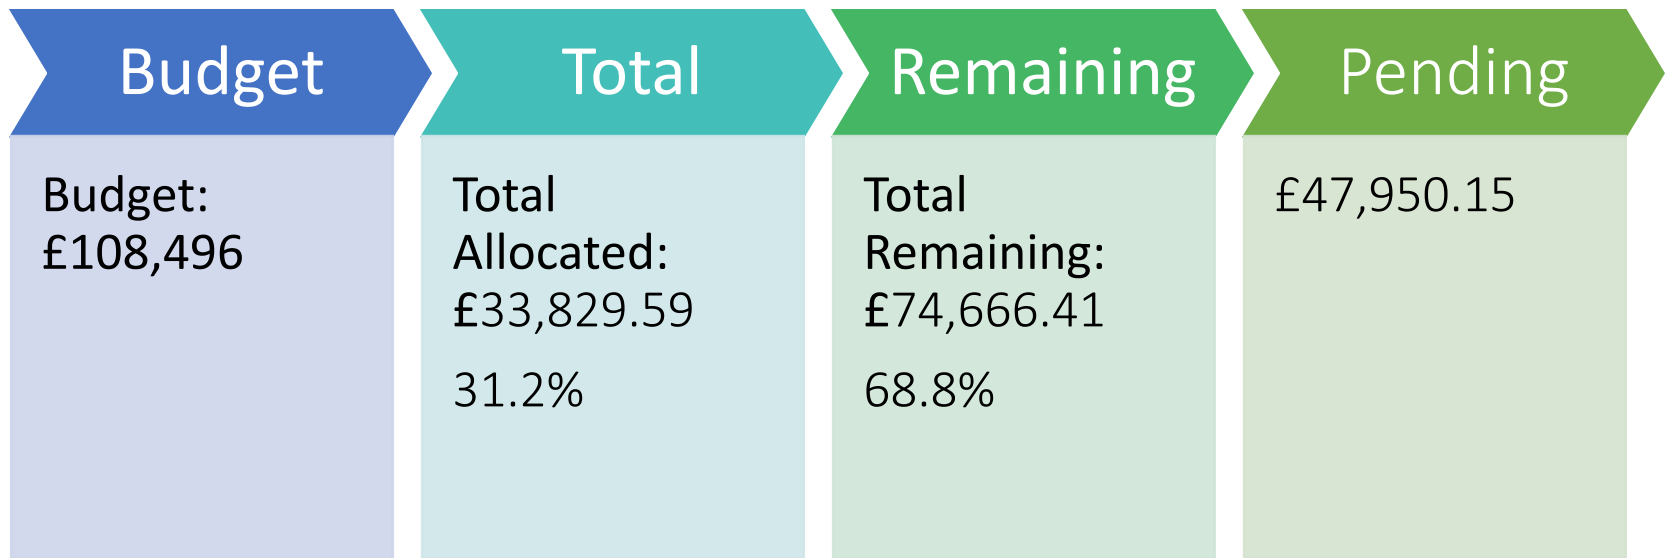 Budget
Total
Remaining
Pending
Budget:
£108,496
Total
Allocated:
£33,829.59
31.2%
Total
Remaining:
£74,666.41
68.8%
£47,950.15